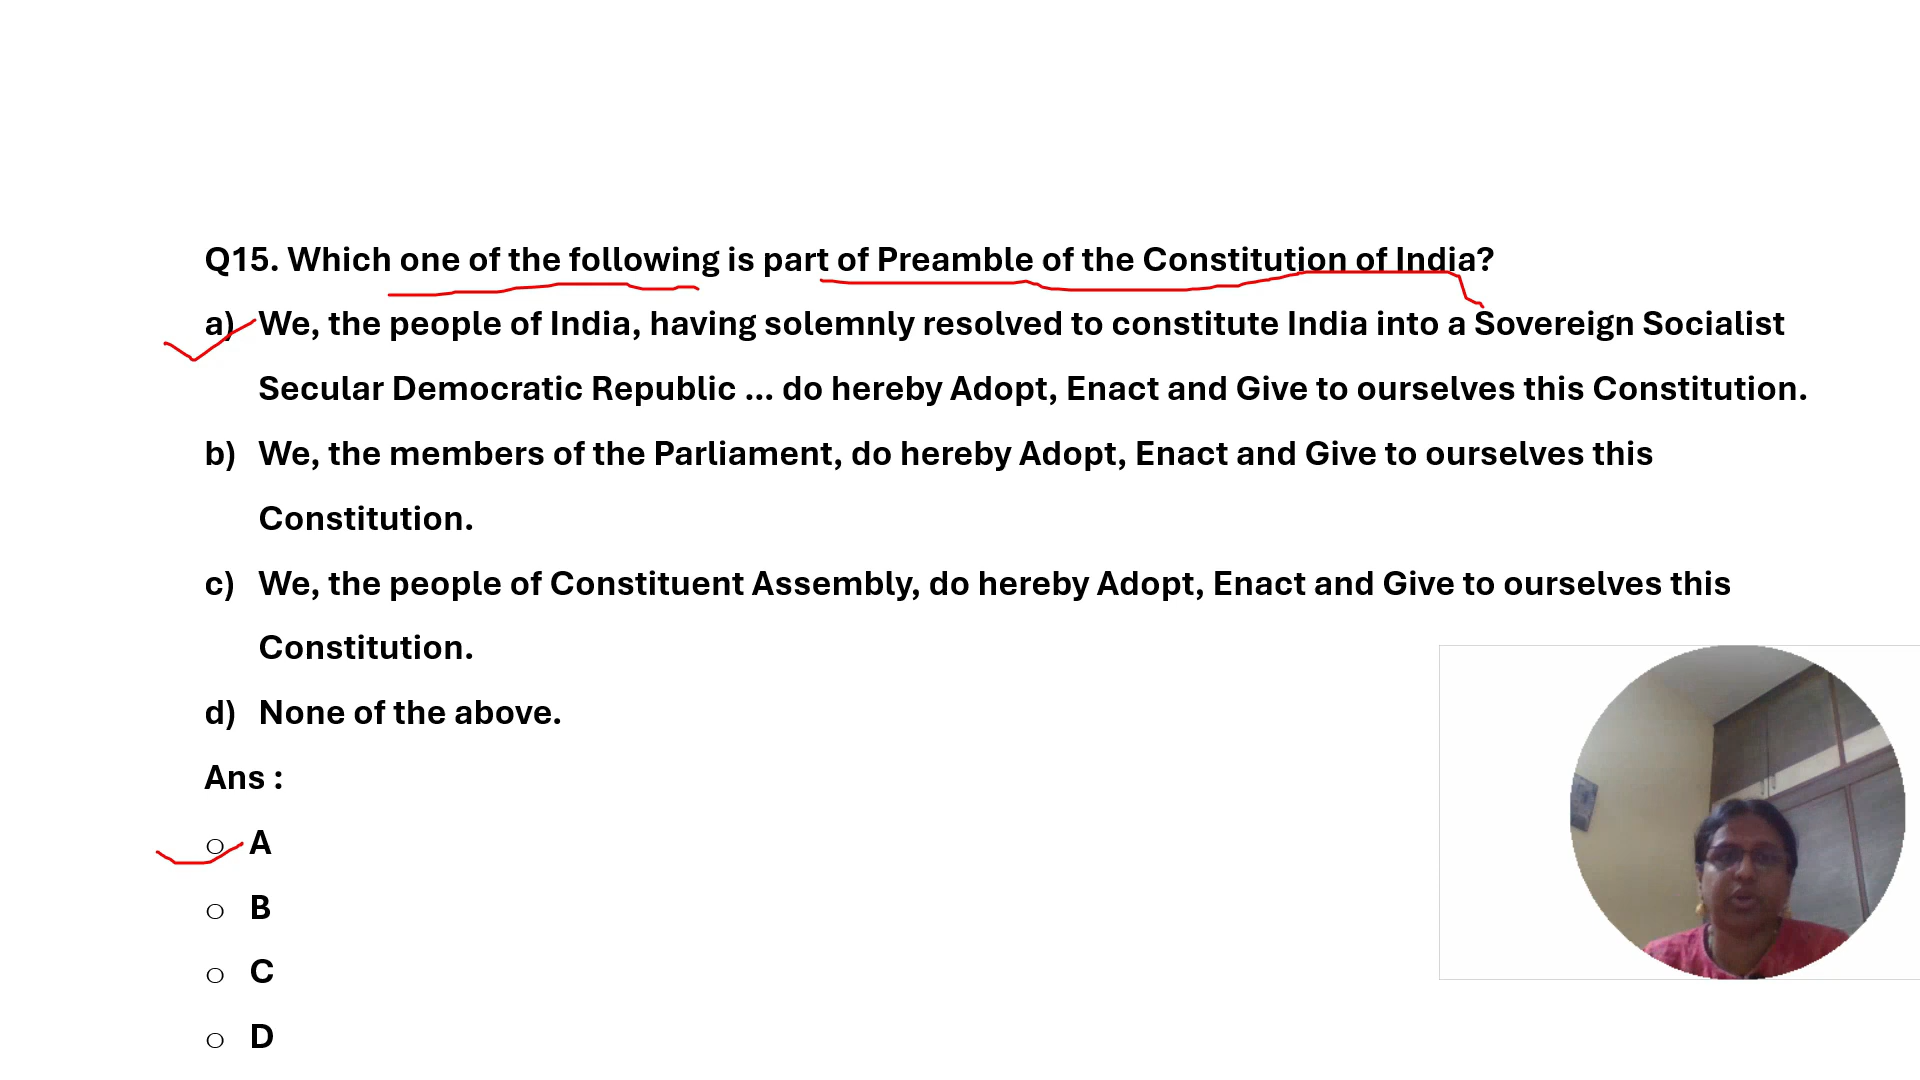 Q15. Which one of the following is part of Preamble of the Constitution of India?
a) We, the people of India, having solemnly resolved to constitute India into a Sovereign Socialist
Secular Democratic Republic ... do hereby Adopt, Enact and Give to ourselves this Constitution.
b) We, the members of the Parliament, do hereby Adopt, Enact and Give to ourselves this
Constitution.
c) We, the people of Constituent Assembly, do hereby Adopt, Enact and Give to ourselves this
Constitution.
d) None of the above.
Ans :
○ A
○ B
○ C
○ D